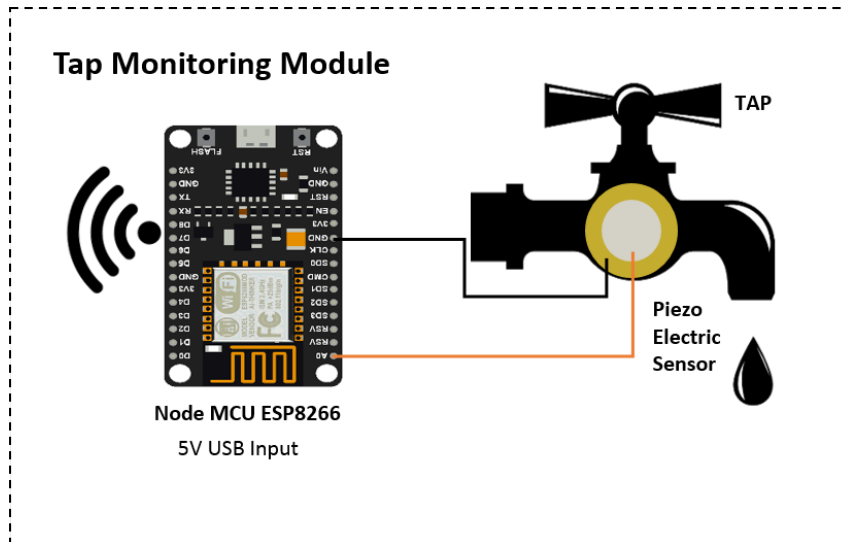 Tap Monitoring Module
TAP
FLASH
RST
3V3
GND
TX
RX
D8
D7
D6
D5
GND
3V3
D4
D3
D2
D1
D0
Vin
GND
RST
EN
3V3
GND
CLK
SD0
CMD
SD1
SD2
SD3
RSV
RSV
A0
Wi Fi
Piezo
Electric
Sensor
Node MCU ESP8266
5V USB Input